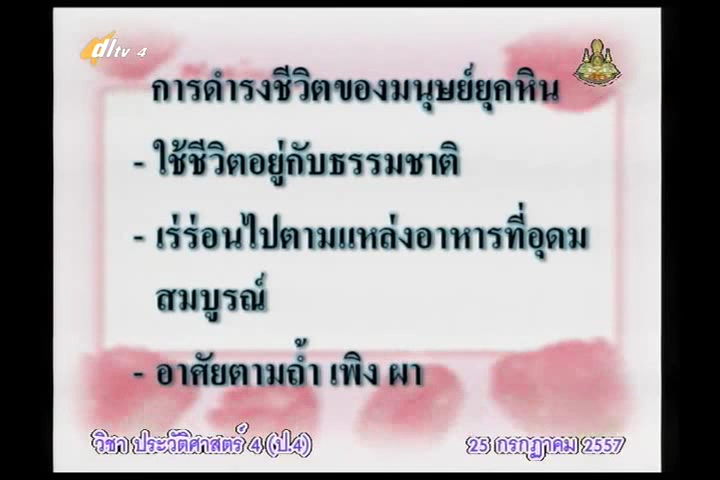 dltv 4
การดำรงชีวิตของมนุษย์ยุคหิน
- ใช้ชีวิตอยู่กับธรรมชาติ
- เร่ร่อนไปตามแหล่งอาหารที่อุดม
สมบูรณ์
- อาศัยตามถ้ำ เพิง ผา
วิชา ประวัติศาสตร์ 4 (ป.4) 25 กรกฎาคม 2557